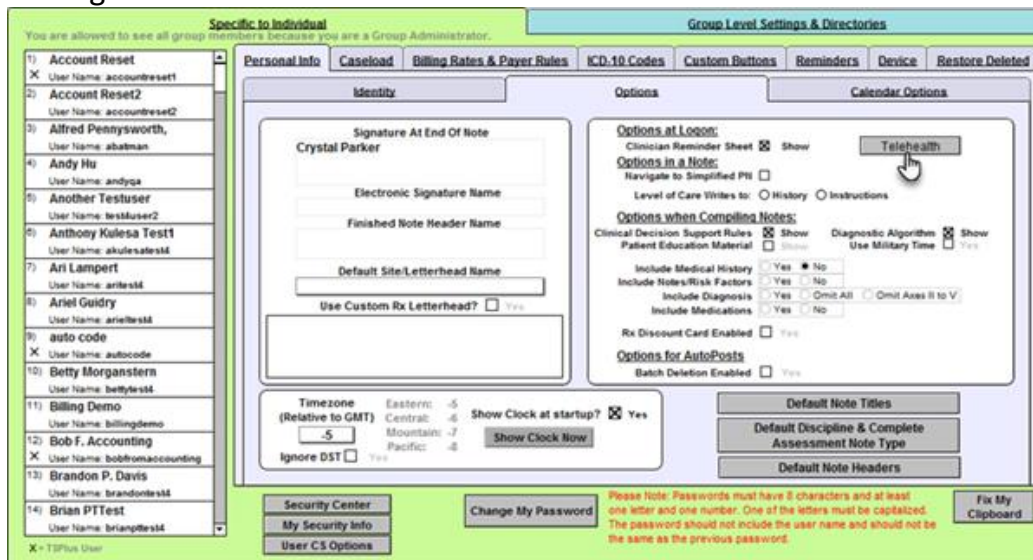 Specific to Individual
Group Level Settings & Directories
You are allowed to see all group members because you are a Group Administrator.
1) Account Reset
X User Name: accountreset1
2) Account Reset2
User Name: accountreset2
3) Alfred Pennysworth,
User Name: abatman
4) Andy Hu
User Name: andyqa
5) Another Testuser
User Name: test4user2
6) Anthony Kulesa Test1
User Name: akulesatest4
7) Ari Lampert
User Name: aritest4
8) Ariel Guidry
User Name: arieltest4
9) auto code
X User Name: autocode
10) Betty Morganstern
User Name: bettytest4
11) Billing Demo
User Name: billingdemo
12) Bob F. Accounting
X User Name: bobfromaccounting
13) Brandon P. Davis
User Name: brandontest4
14) Brian PTTest
User Name: brianpttest4
X = TSPlus User
Personal Info Caseload Billing Rates & Payer Rules ICD-10 Codes Custom Buttons Reminders Device Restore Deleted
Identity Options Calendar Options
Signature At End Of Note
Crystal Parker
Electronic Signature Name
Finished Note Header Name
Default Site/Letterhead Name
Use Custom Rx Letterhead? Yes
Options at Logon:
Clinician Reminder Sheet Show
Telehealth
Options in a Note:
Navigate to Simplified PN
Level of Care Writes to: History Instructions
Options when Compiling Notes:
Clinical Decision Support Rules Show Diagnostic Algorithm Show
Patient Education Material Show Use Military Time Yes
Include Medical History Yes No
Include Notes/Risk Factors Yes No
Include Diagnosis Yes Omit All Omit Axes II to V
Include Medications Yes No
Rx Discount Card Enabled Yes
Options for AutoPosts
Batch Deletion Enabled Yes
Timezone
(Relative to GMT)
-5
Ignore DST Yes
Eastern: -5
Central: -6
Mountain: -7
Pacific: -8
Show Clock at startup? Yes
Show Clock Now
Default Note Titles
Default Discipline & Complete
Assessment Note Type
Default Note Headers
Security Center
My Security Info
User CS Options
Change My Password
Please Note: Passwords must have 8 characters and at least
one letter and one number. One of the letters must be capitalized.
The password should not include the user name and should not be
the same as the previous password.
Fix My
Clipboard